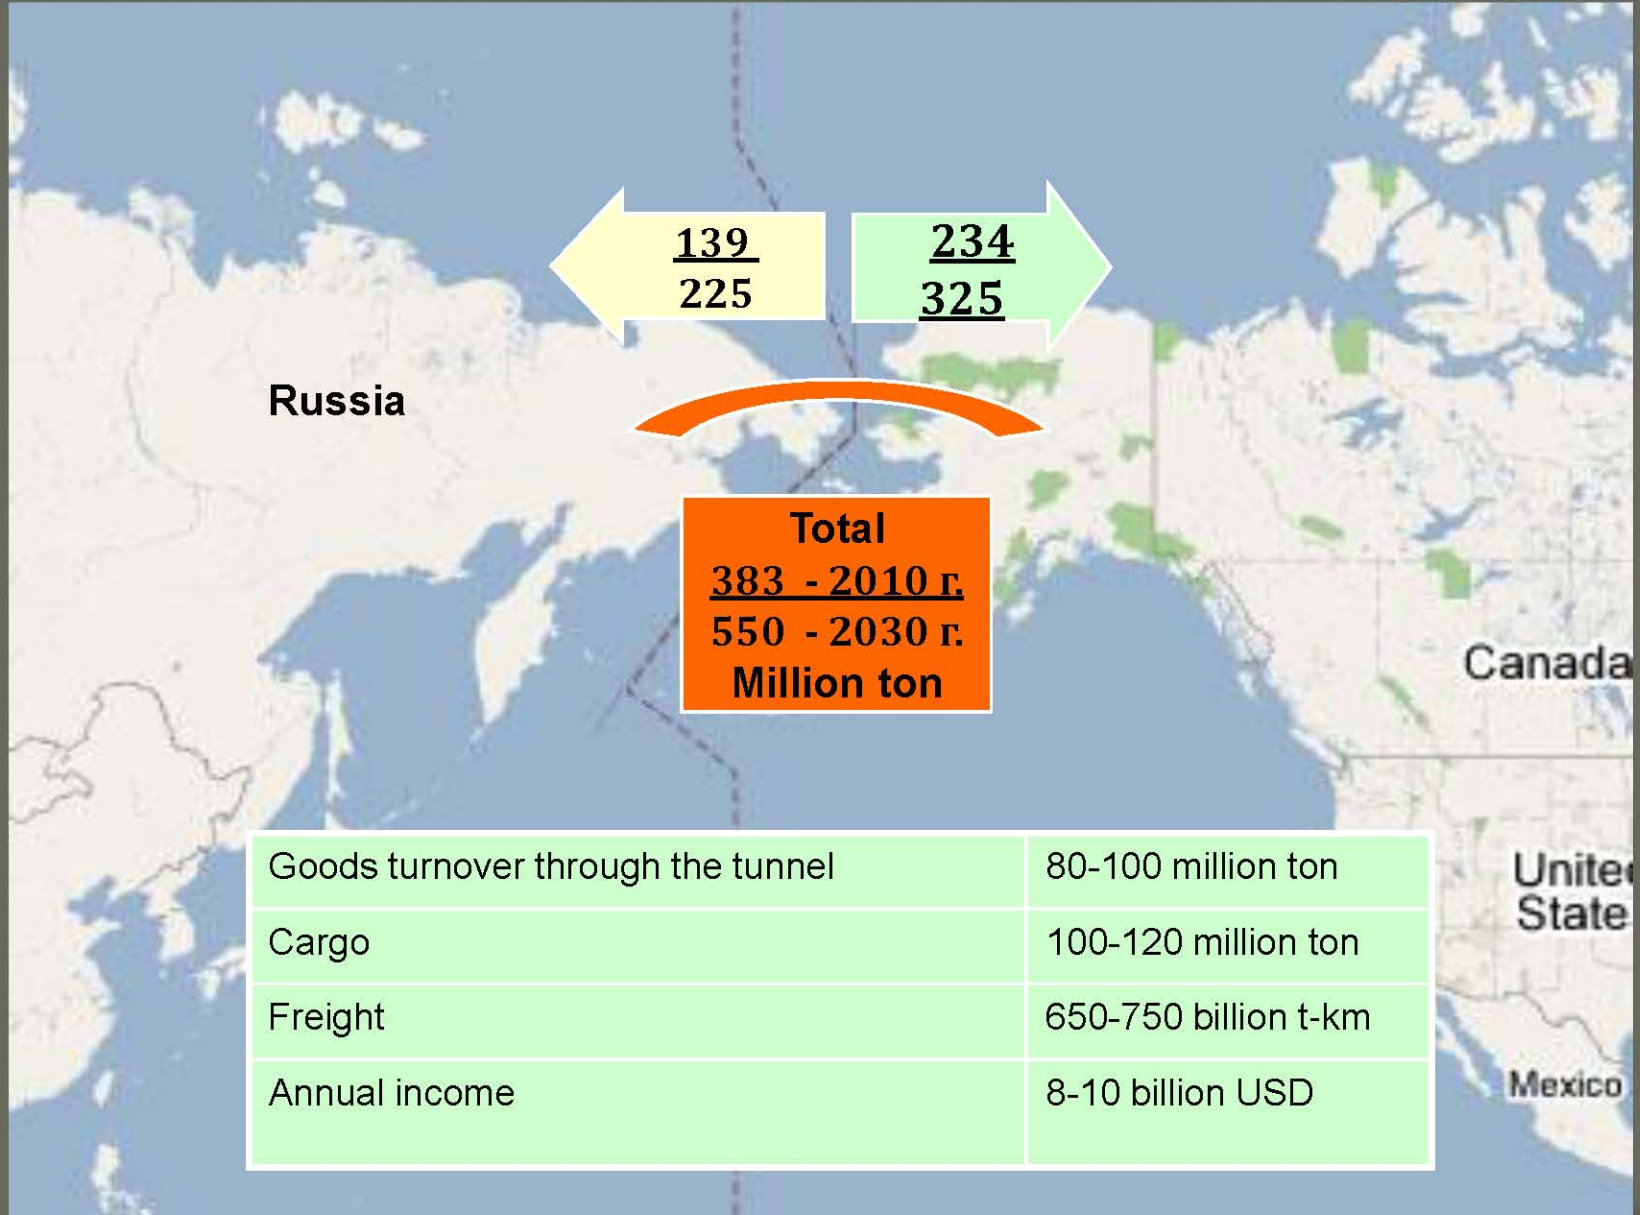 139
225
234
325
Russia
Total
383 - 2010 г.
550 - 2030 г.
Million ton
Canada
United
State
Goods turnover through the tunnel 80-100 million ton
Cargo 100-120 million ton
Freight 650-750 billion t-km
Annual income 8-10 billion USD
Mexico